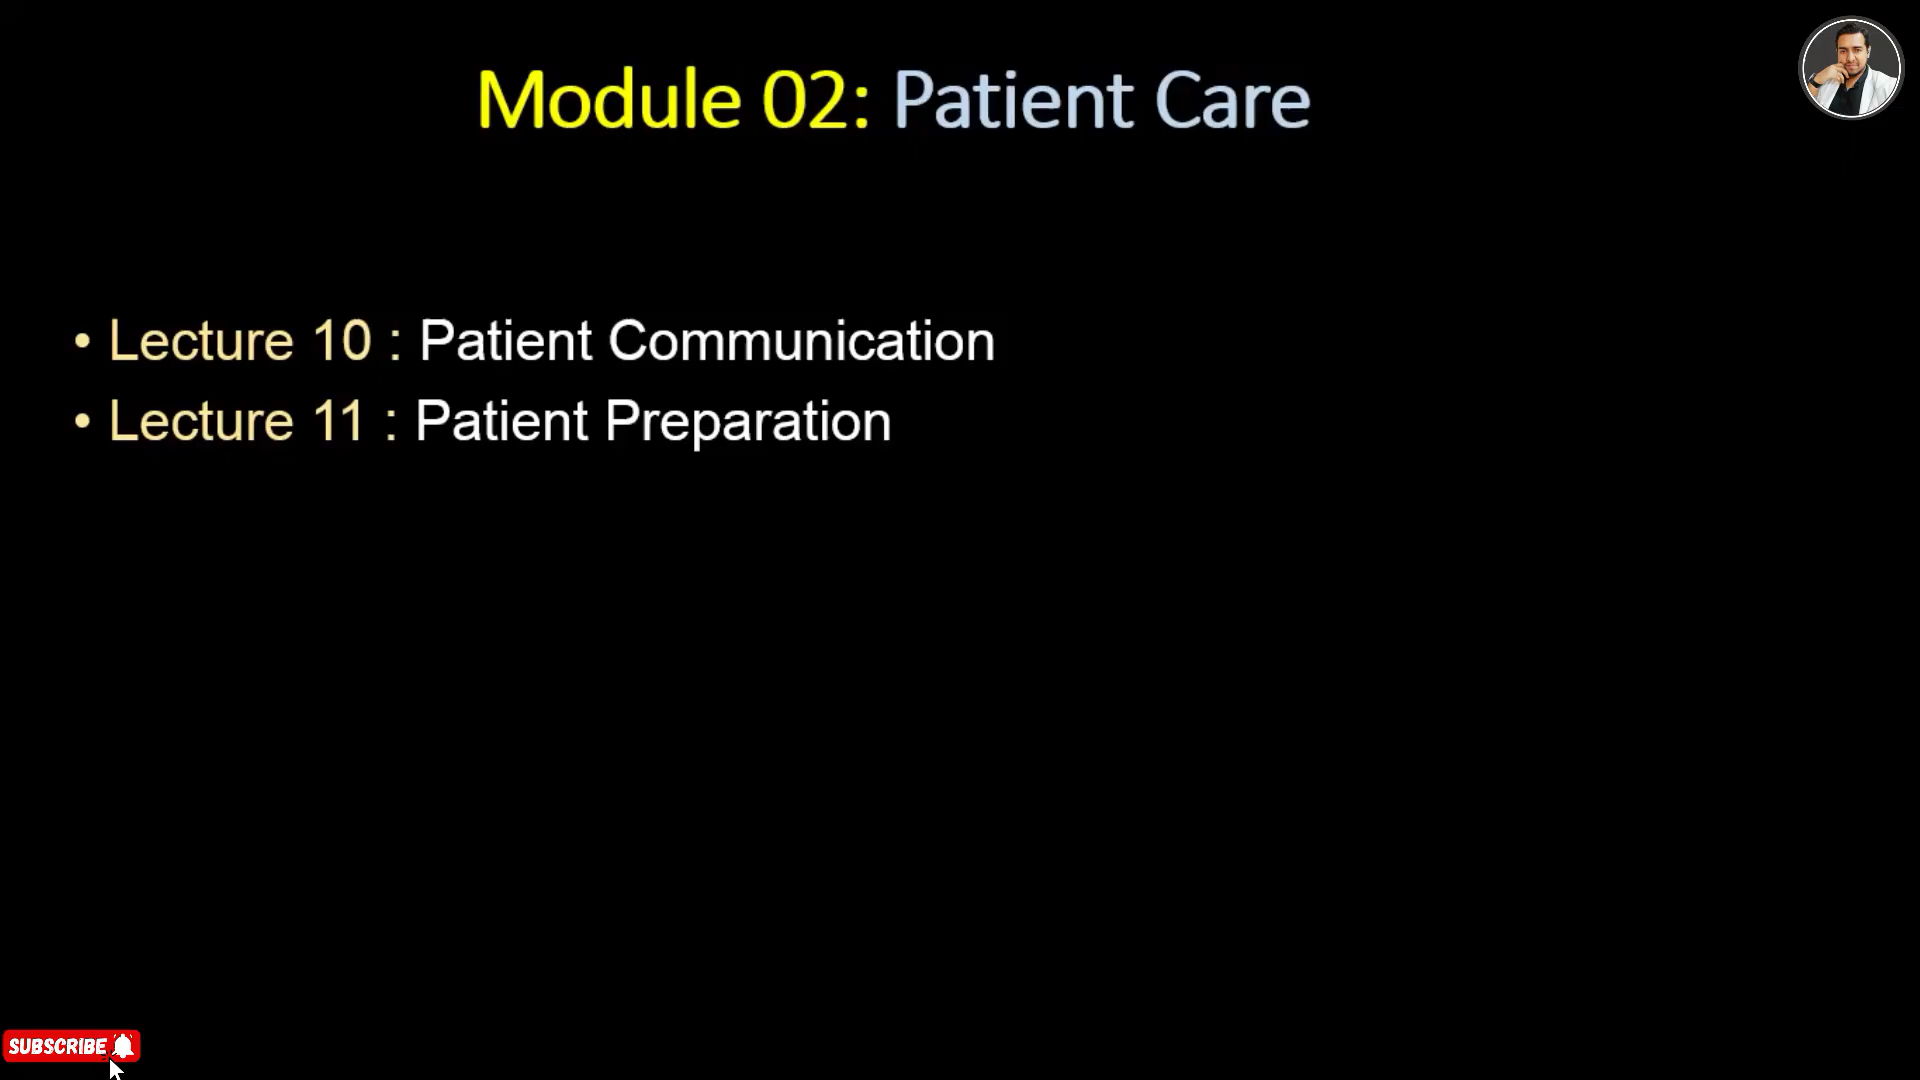 Module 02: Patient Care
• Lecture 10 : Patient Communication
• Lecture 11 : Patient Preparation
SUBSCRIBE